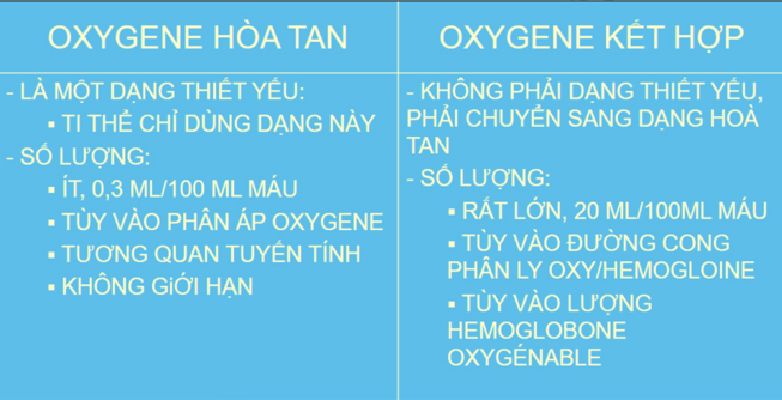 OXYGENE HÒA TAN
- LÀ MỘT DẠNG THIẾT YẾU:
▪ TI THỂ CHỈ DÙNG DẠNG NÀY
- SỐ LƯỢNG:
▪ ÍT, 0,3 ML/100 ML MÁU
▪ TÙY VÀO PHÂN ÁP OXYGENE
▪ TƯƠNG QUAN TUYẾN TÍNH
▪ KHÔNG GIỚI HẠN
OXYGENE KẾT HỢP
- KHÔNG PHẢI DẠNG THIẾT YẾU,
PHẢI CHUYỂN SANG DẠNG HOÀ
TAN
- SỐ LƯỢNG:
▪ RẤT LỚN, 20 ML/100ML MÁU
▪ TÙY VÀO ĐƯỜNG CONG
PHÂN LY OXY/HEMOGLOINE
▪ TÙY VÀO LƯỢNG
HEMOGLOBONE
OXYGÉNABLE